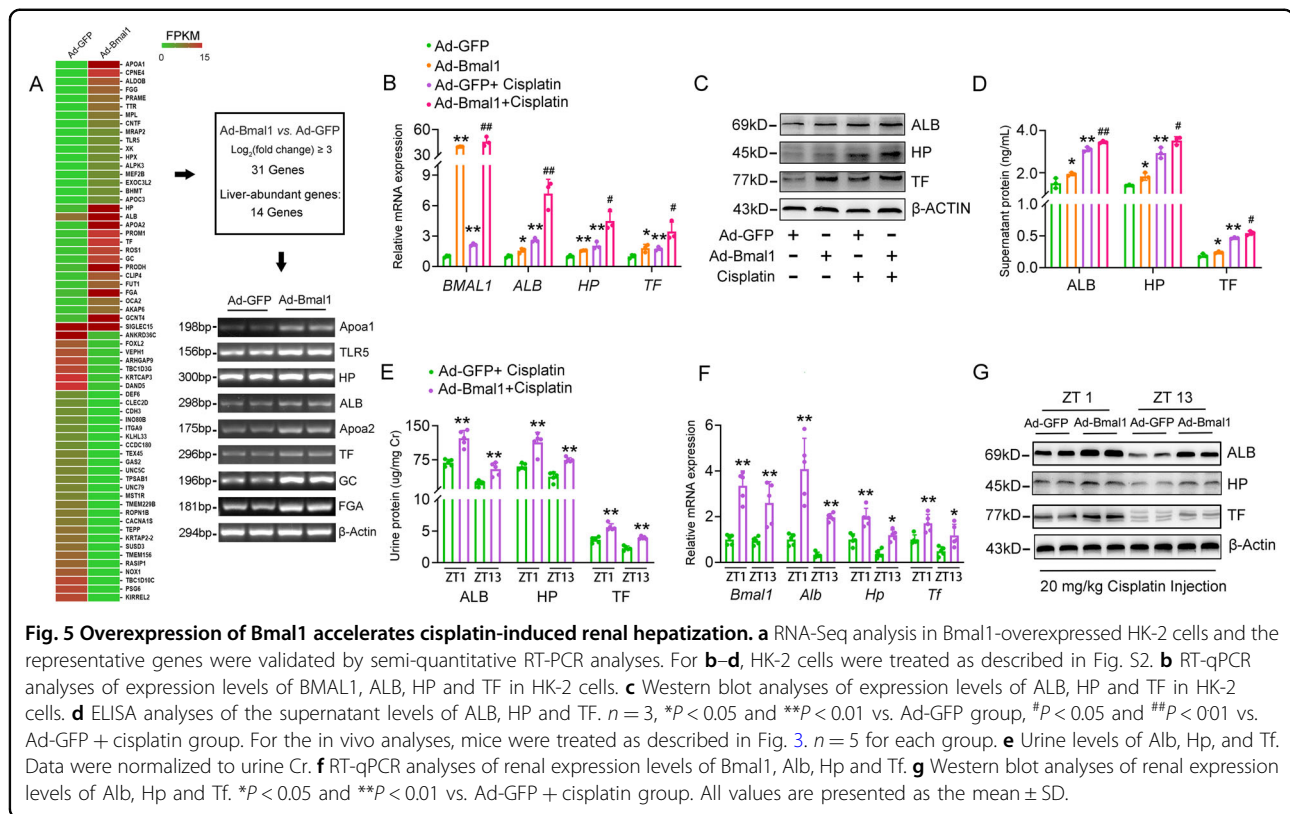 A
Ad-GFP
Ad-Bmal1
FPKM
0
15
APOA1
CPNE4
ALDOB
FGG
PRAME
TTR
MPL
CNTF
MRAP2
TLR5
XK
HPX
ALPK3
MEF2B
EXOC3L2
BHMT
APOC3
HP
ALB
APOA2
PROM1
TF
ROS1
GC
PRODH
CLIP4
FUT1
FGA
OCA2
AKAP6
GCNT4
SIGLEC15
ANKRD36C
FOXL2
VEPH1
ARHGAP9
TBC1D3G
KRTCAP3
DAND5
DEF6
CLEC2D
CDH3
INO80B
ITGA9
KLHL33
CCDC180
TEX45
GAS2
UNC5C
TPSAB1
UNC79
MST1R
TMEM229B
ROPN1B
CACNA1S
TEPP
KRTAP2-2
SUSD3
TMEM156
RASIP1
NOX1
TBC1D10C
PSG6
KIRREL2
Ad-Bmal1 vs. Ad-GFP
Log2(fold change) ≥ 3
31 Genes
Liver-abundant genes:
14 Genes
Ad-GFP Ad-Bmal1
198bp Apoa1
156bp TLR5
300bp HP
298bp ALB
175bp Apoa2
296bp TF
196bp GC
181bp FGA
294bp β-Actin
B
Ad-GFP
Ad-Bmal1
Ad-GFP+ Cisplatin
Ad-Bmal1+Cisplatin
Relative mRNA expression
60
30
9
6
3
0
** ** ##
* ** ##
** ** #
* ** #
BMAL1 ALB HP TF
C
69kD ALB
45kD HP
77kD TF
43kD β-ACTIN
Ad-GFP + − + −
Ad-Bmal1 − + − +
Cisplatin − − + +
D
Supernatant protein (ng/mL)
4
3
2
1
1.0
0.5
0.0
* ** ##
* ** #
* ** #
ALB HP TF
E
Ad-GFP+ Cisplatin
Ad-Bmal1+Cisplatin
Urine protein (ug/mg Cr)
150
75
10
5
0
** ** ** ** ** **
ZT1 ZT13 ZT1 ZT13 ZT1 ZT13
ALB HP TF
F
Relative mRNA expression
6
4
2
0
** ** ** ** ** * ** *
ZT1 ZT13 ZT1 ZT13 ZT1 ZT13 ZT1 ZT13
Bmal1 Alb Hp Tf
G
ZT 1 ZT 13
Ad-GFP Ad-Bmal1 Ad-GFP Ad-Bmal1
69kD ALB
45kD HP
77kD TF
43kD β-Actin
20 mg/kg Cisplatin Injection
Fig. 5 Overexpression of Bmal1 accelerates cisplatin-induced renal hepatization. a RNA-Seq analysis in Bmal1-overexpressed HK-2 cells and the
representative genes were validated by semi-quantitative RT-PCR analyses. For b–d, HK-2 cells were treated as described in Fig. S2. b RT-qPCR
analyses of expression levels of BMAL1, ALB, HP and TF in HK-2 cells. c Western blot analyses of expression levels of ALB, HP and TF in HK-2
cells. d ELISA analyses of the supernatant levels of ALB, HP and TF. n = 3, *P < 0.05 and **P < 0.01 vs. Ad-GFP group, #P < 0.05 and ##P < 001 vs.
Ad-GFP + cisplatin group. For the in vivo analyses, mice were treated as described in Fig. 3. n = 5 for each group. e Urine levels of Alb, Hp, and Tf.
Data were normalized to urine Cr. f RT-qPCR analyses of renal expression levels of Bmal1, Alb, Hp and Tf. g Western blot analyses of renal expression
levels of Alb, Hp and Tf. *P < 0.05 and **P < 0.01 vs. Ad-GFP + cisplatin group. All values are presented as the mean ± SD.